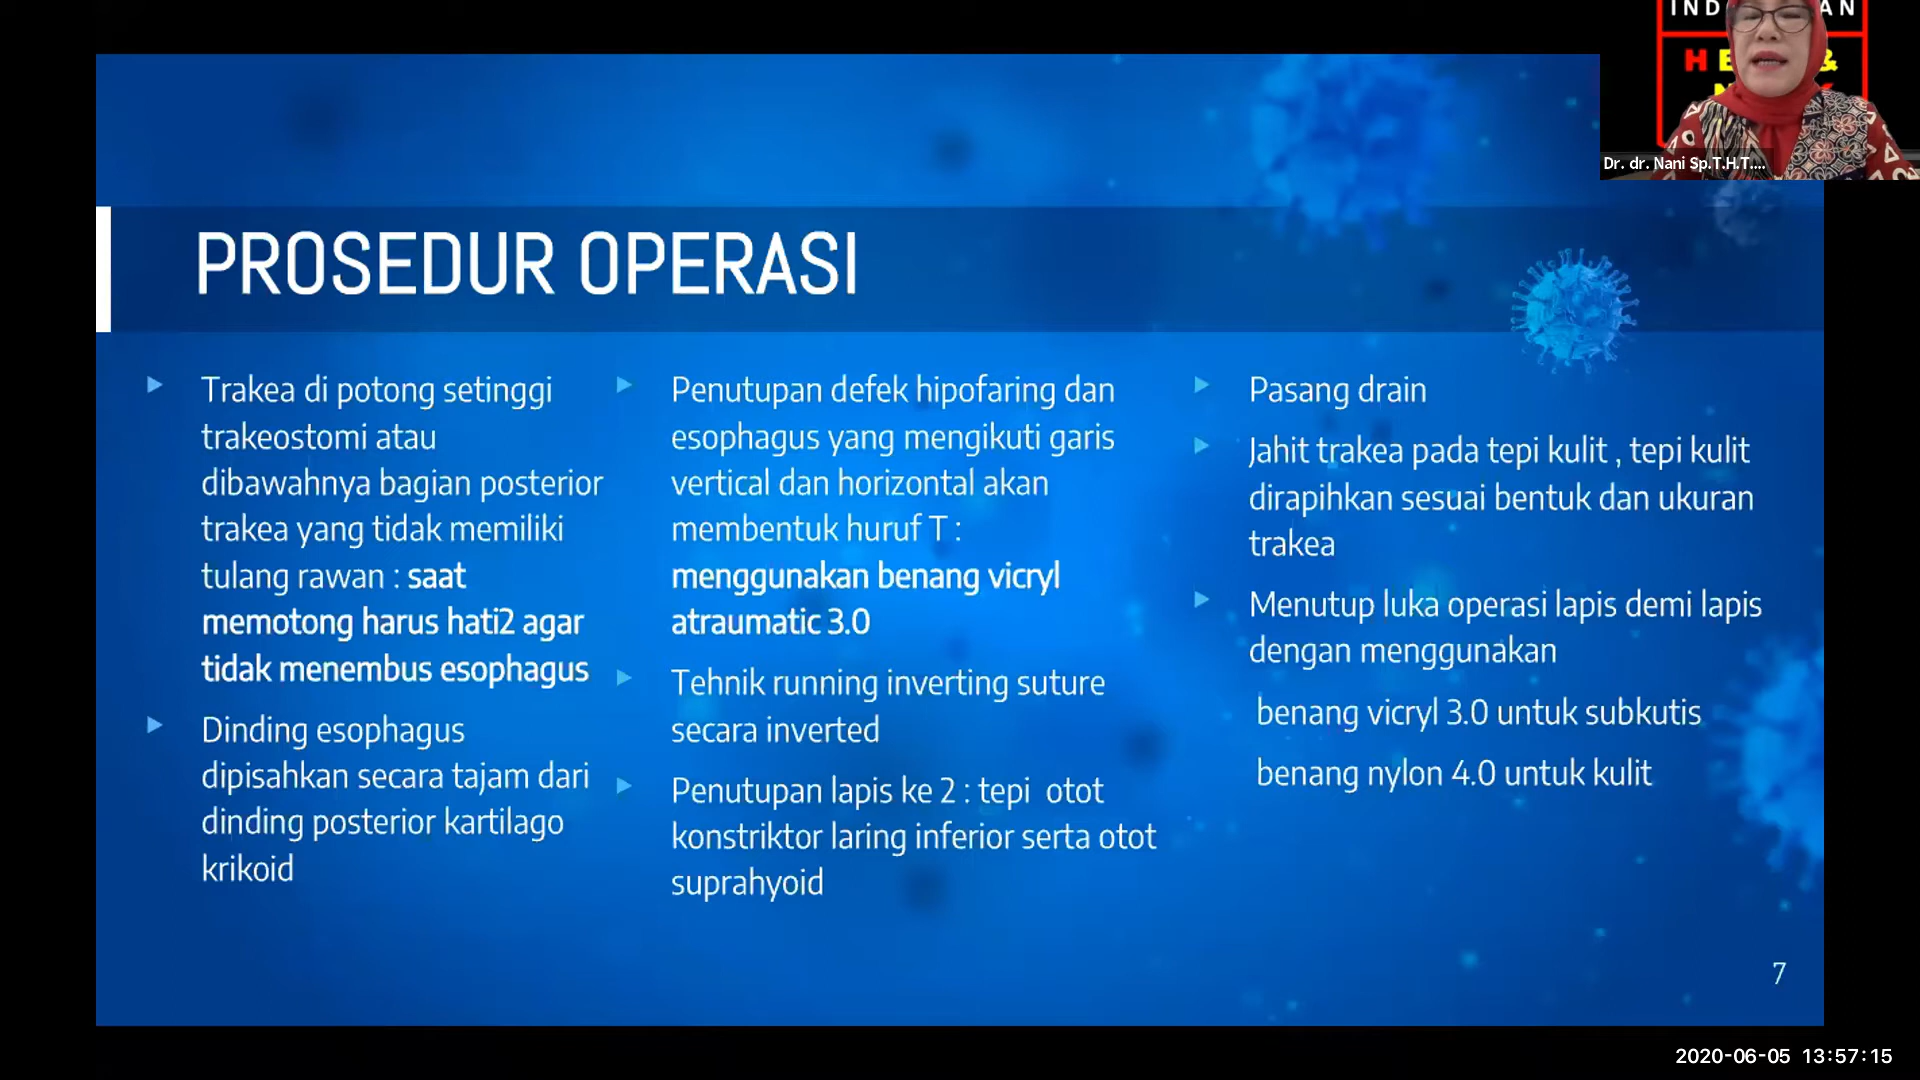 IND
AN
H
&
Dr. dr. Nani Sp.T.H.T....
PROSEDUR OPERASI
Trakea di potong setinggi
trakeostomi atau
dibawahnya bagian posterior
trakea yang tidak memiliki
tulang rawan : saat
memotong harus hati2 agar
tidak menembus esophagus
Dinding esophagus
dipisahkan secara tajam dari
dinding posterior kartilago
krikoid
Penutupan defek hipofaring dan
esophagus yang mengikuti garis
vertical dan horizontal akan
membentuk huruf T :
menggunakan benang vicryl
atraumatic 3.0
Tehnik running inverting suture
secara inverted
Penutupan lapis ke 2 : tepi otot
konstriktor laring inferior serta otot
suprahyoid
Pasang drain
Jahit trakea pada tepi kulit , tepi kulit
dirapihkan sesuai bentuk dan ukuran
trakea
Menutup luka operasi lapis demi lapis
dengan menggunakan
benang vicryl 3.0 untuk subkutis
benang nylon 4.0 untuk kulit
7
2020-06-05 13:57:15